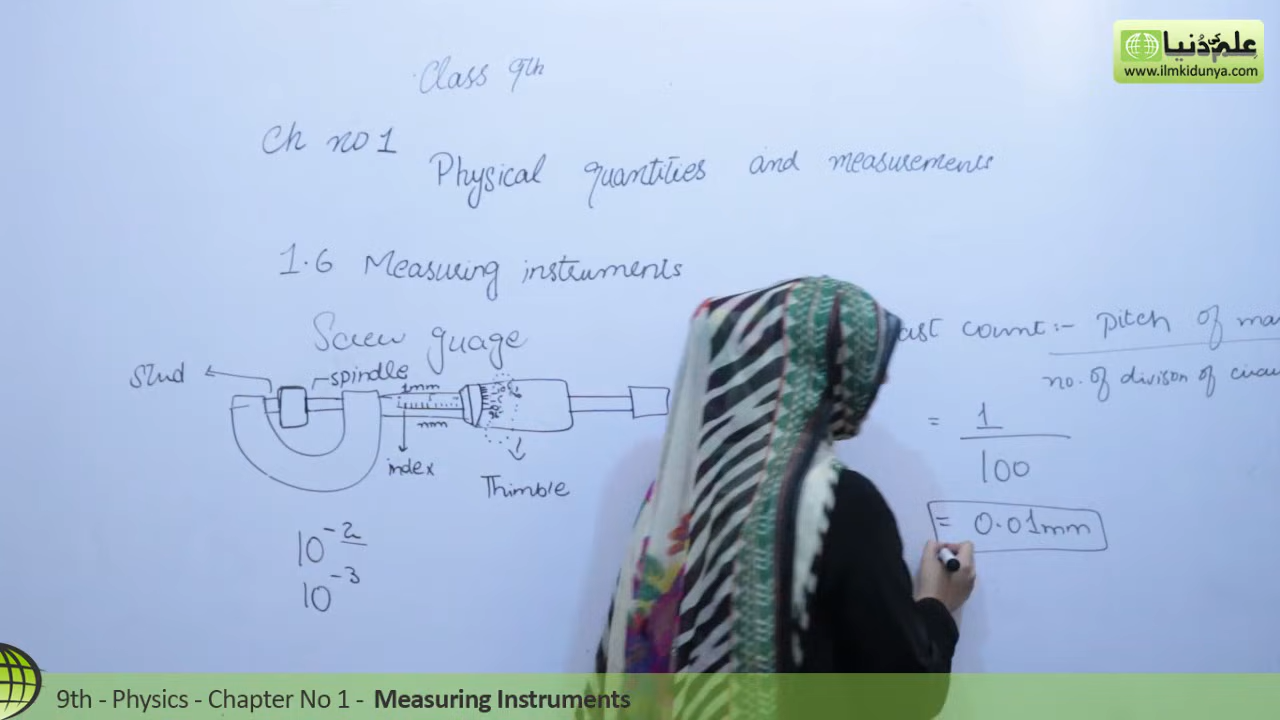 علم کی دُنیا
www.ilmkidunya.com
Class 9th
Ch no 1
Physical quantities and measurements
1.6 Measuring instruments
Screw guage
Stud
spindle
1mm
mm
index
Thimble
10⁻²
10⁻³
ast count:- pitch of
no. of divison of
= 1
100
= 0.01mm
9th - Physics - Chapter No 1 - Measuring Instruments